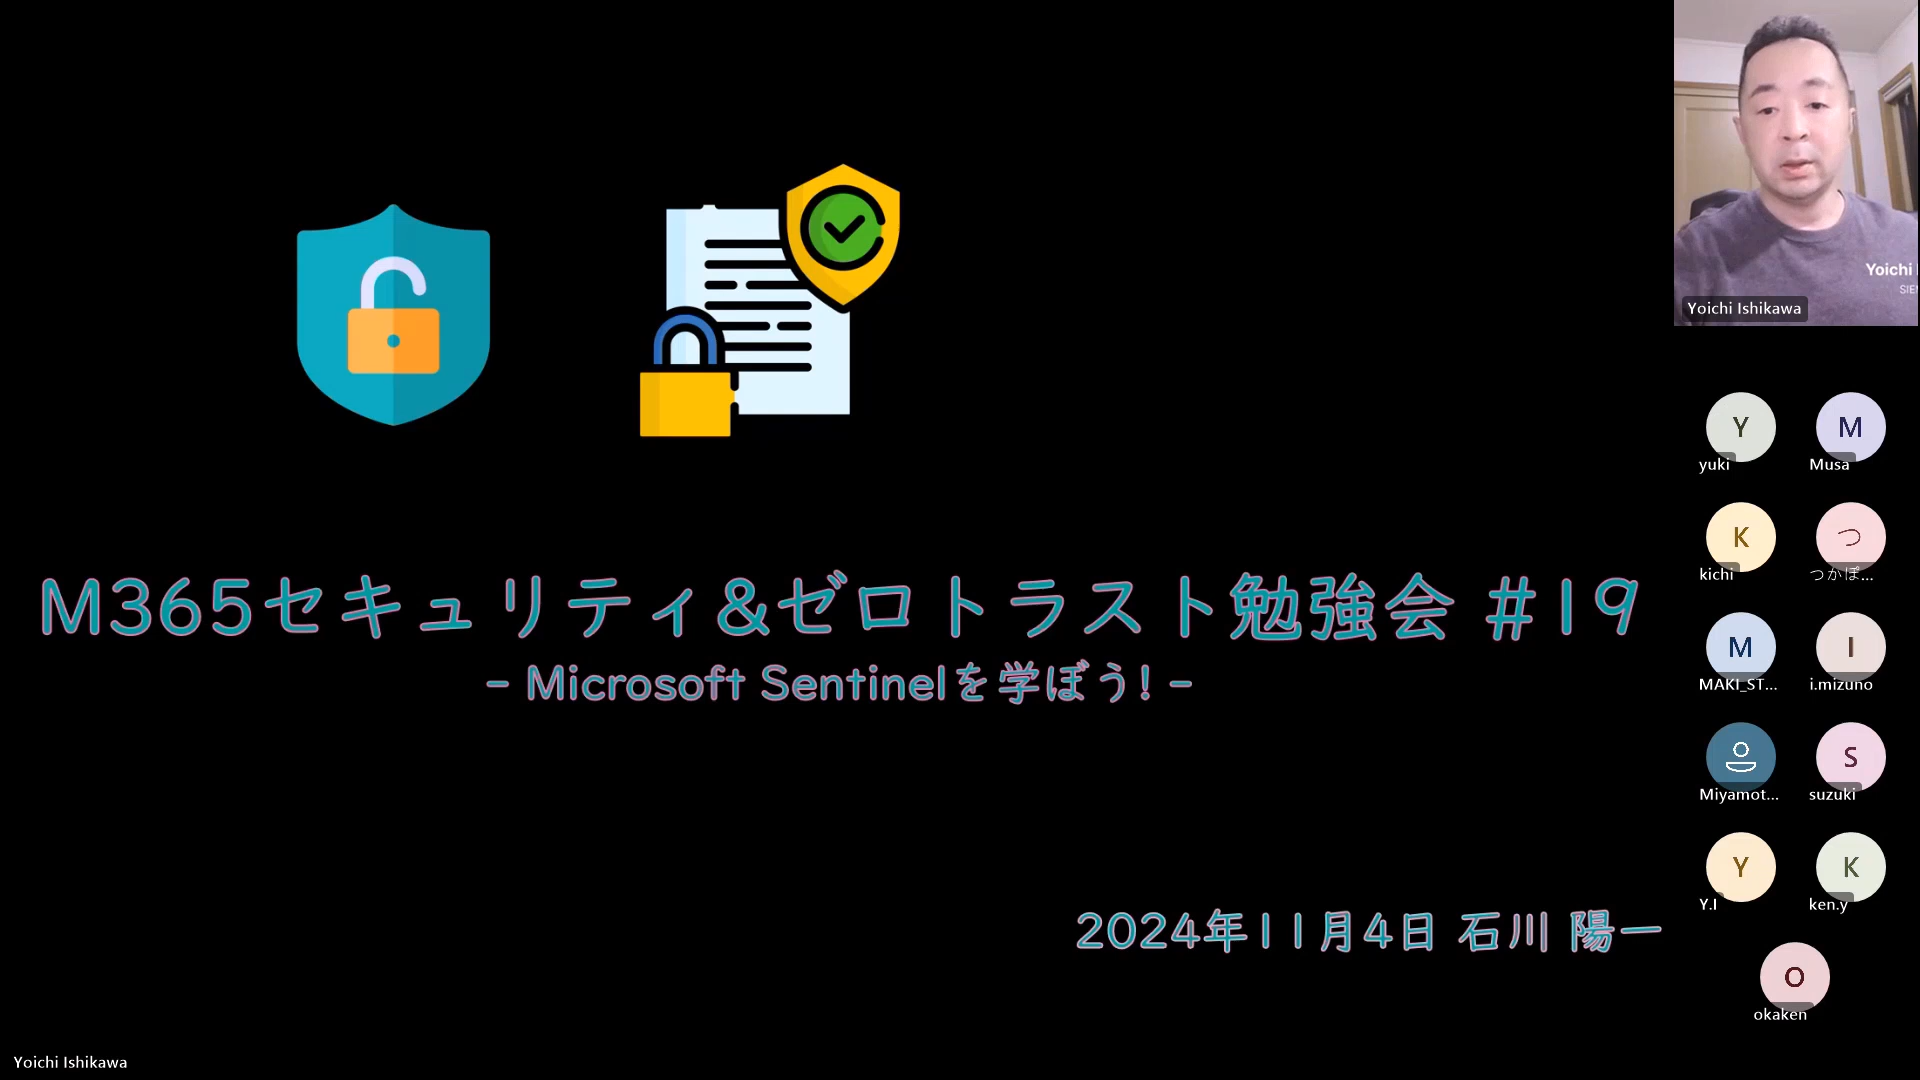 M365セキュリティ&ゼロトラスト勉強会 #19
- Microsoft Sentinelを学ぼう! -
2024年11月4日 石川 陽一
Yoichi Ishikawa
Yoichi
SIE
Yoichi Ishikawa
Y
M
yuki
Musa
K
つ
kichi
つかぽ...
M
I
MAKI_ST...
i.mizuno
S
Miyamot...
suzuki
Y
K
Y.I
ken.y
O
okaken